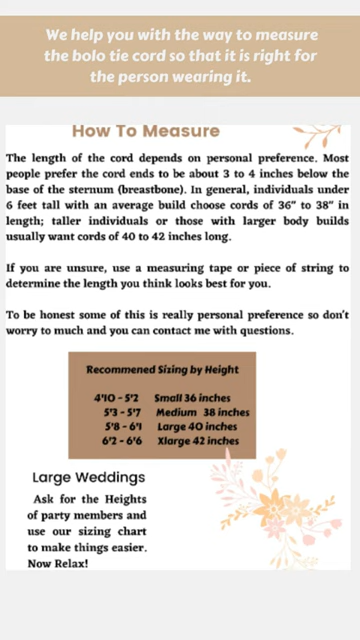 We help you with the way to measure
the bolo tie cord so that it is right for
the person wearing it.
How To Measure
The length of the cord depends on personal preference. Most
people prefer the cord ends to be about 3 to 4 inches below the
base of the sternum (breastbone). In general, individuals under
6 feet tall with an average build choose cords of 36” to 38” in
length; taller individuals or those with larger body builds
usually want cords of 40 to 42 inches long.
If you are unsure, use a measuring tape or piece of string to
determine the length you think looks best for you.
To be honest some of this is really personal preference so don't
worry to much and you can contact me with questions.
Recommened Sizing by Height
4'10 - 5'2 Small 36 inches
5'3 - 5'7 Medium 38 inches
5'8 - 6'1 Large 40 inches
6'2 - 6'6 Xlarge 42 inches
Large Weddings
Ask for the Heights
of party members and
use our sizing chart
to make things easier.
Now Relax!